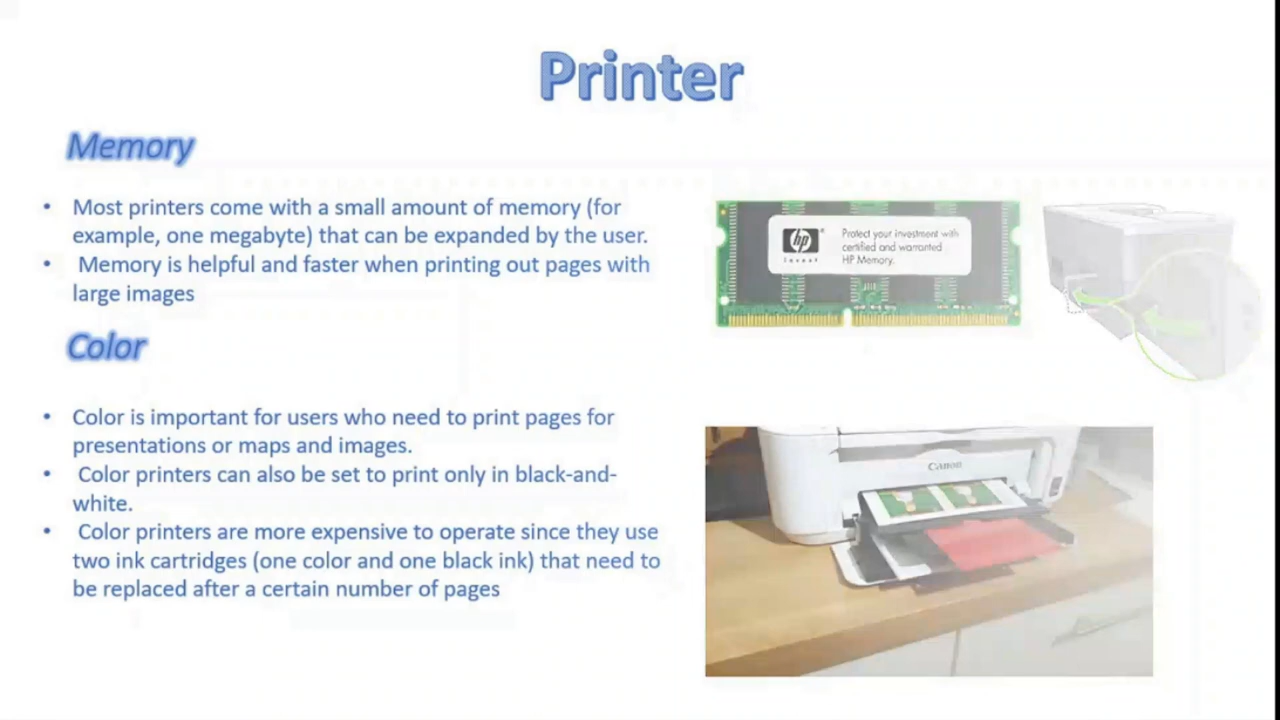 Printer
Memory
• Most printers come with a small amount of memory (for
example, one megabyte) that can be expanded by the user.
• Memory is helpful and faster when printing out pages with
large images
hp
invent
Protect your investment with
certified and warranted
HP Memory.
Color
• Color is important for users who need to print pages for
presentations or maps and images.
• Color printers can also be set to print only in black-and-
white.
• Color printers are more expensive to operate since they use
two ink cartridges (one color and one black ink) that need to
be replaced after a certain number of pages
Canon